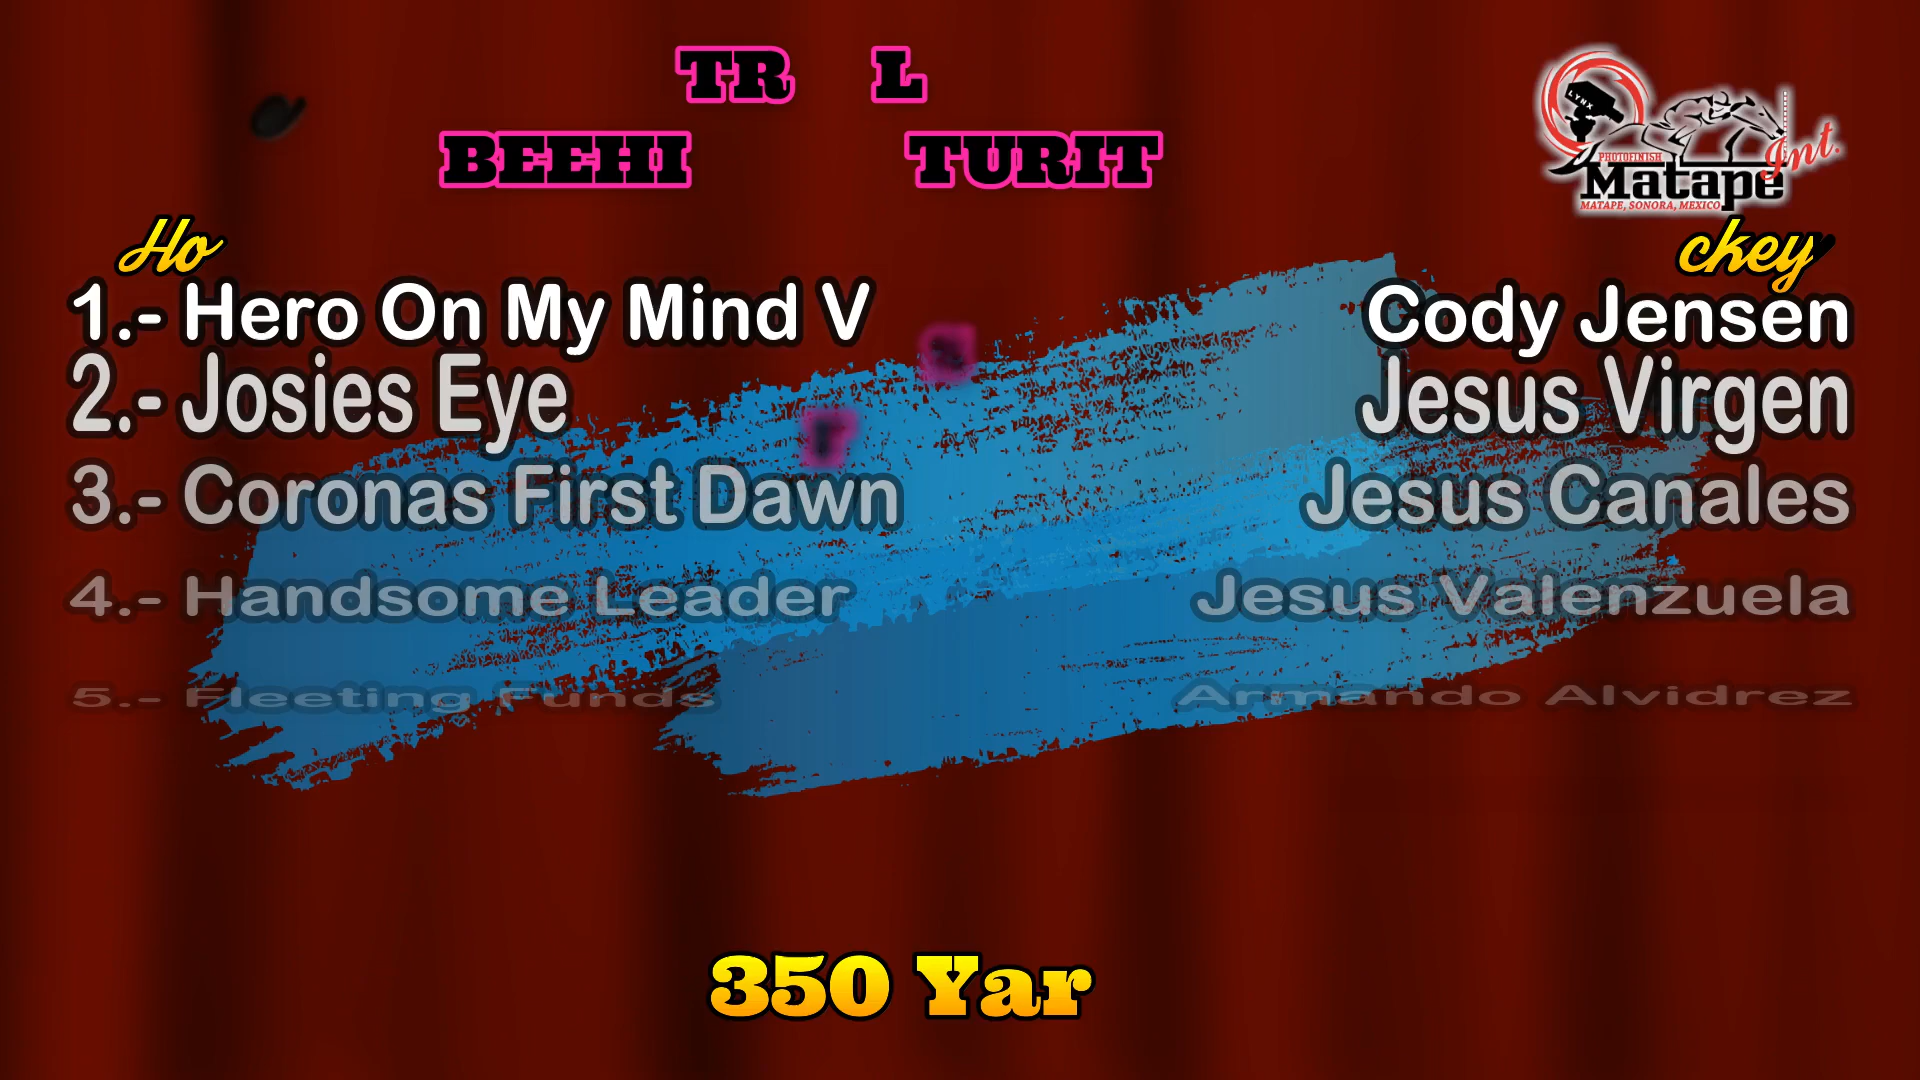 TR L
BEEHI TURIT
LYNX
PHOTOFINISH
Matape Int.
MATAPE, SONORA, MEXICO
Ho ckey
1.- Hero On My Mind V Cody Jensen
2.- Josies Eye Jesus Virgen
3.- Coronas First Dawn Jesus Canales
4.- Handsome Leader Jesus Valenzuela
5.- Fleeting Funds Armando Alvidrez
350 Yar